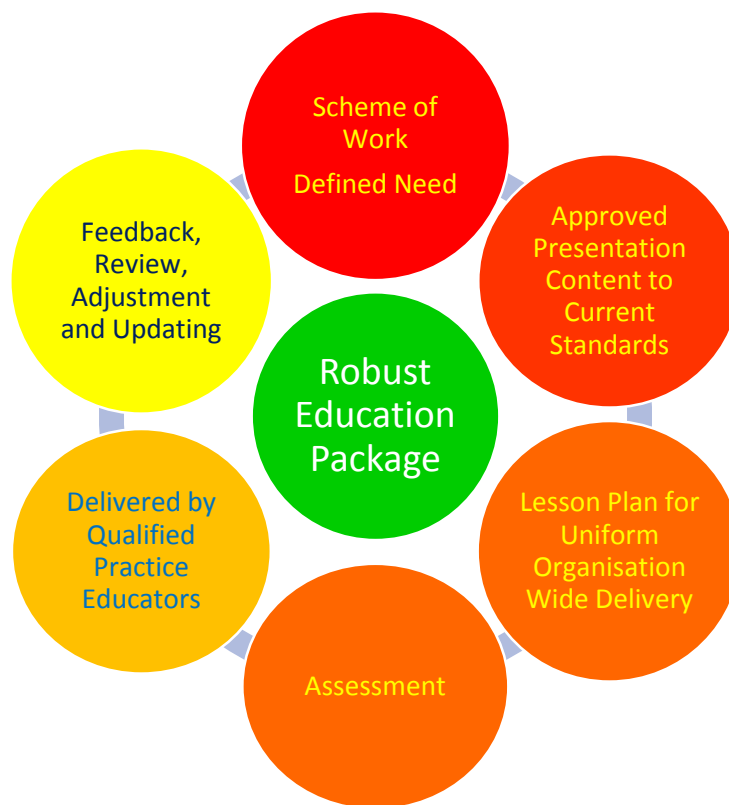 Scheme of
Work
Defined Need
Approved
Presentation
Content to
Current
Standards
Lesson Plan for
Uniform
Organisation
Wide Delivery
Assessment
Delivered by
Qualified
Practice
Educators
Feedback,
Review,
Adjustment
and Updating
Robust
Education
Package